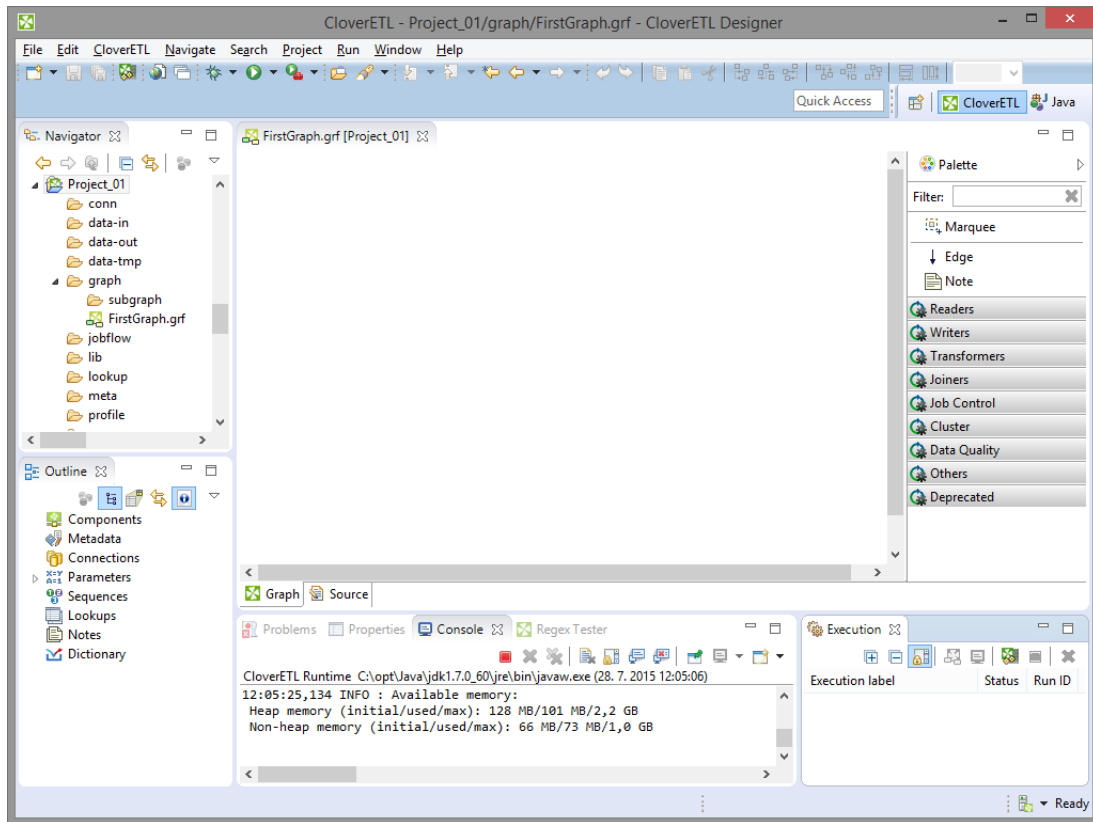 CloverETL - Project_01/graph/FirstGraph.grf - CloverETL Designer
File Edit CloverETL Navigate Search Project Run Window Help
Quick Access CloverETL Java
Navigator
Project_01
conn
data-in
data-out
data-tmp
graph
subgraph
FirstGraph.grf
jobflow
lib
lookup
meta
profile
Outline
Components
Metadata
Connections
Parameters
Sequences
Lookups
Notes
Dictionary
FirstGraph.grf [Project_01]
Graph Source
Palette
Filter:
Marquee
Edge
Note
Readers
Writers
Transformers
Joiners
Job Control
Cluster
Data Quality
Others
Deprecated
Problems Properties Console Regex Tester
CloverETL Runtime C:\opt\Java\jdk1.7.0_60\jre\bin\javaw.exe (28. 7. 2015 12:05:06)
12:05:25,134 INFO : Available memory:
Heap memory (initial/used/max): 128 MB/101 MB/2,2 GB
Non-heap memory (initial/used/max): 66 MB/73 MB/1,0 GB
Execution
Execution label Status Run ID
Ready